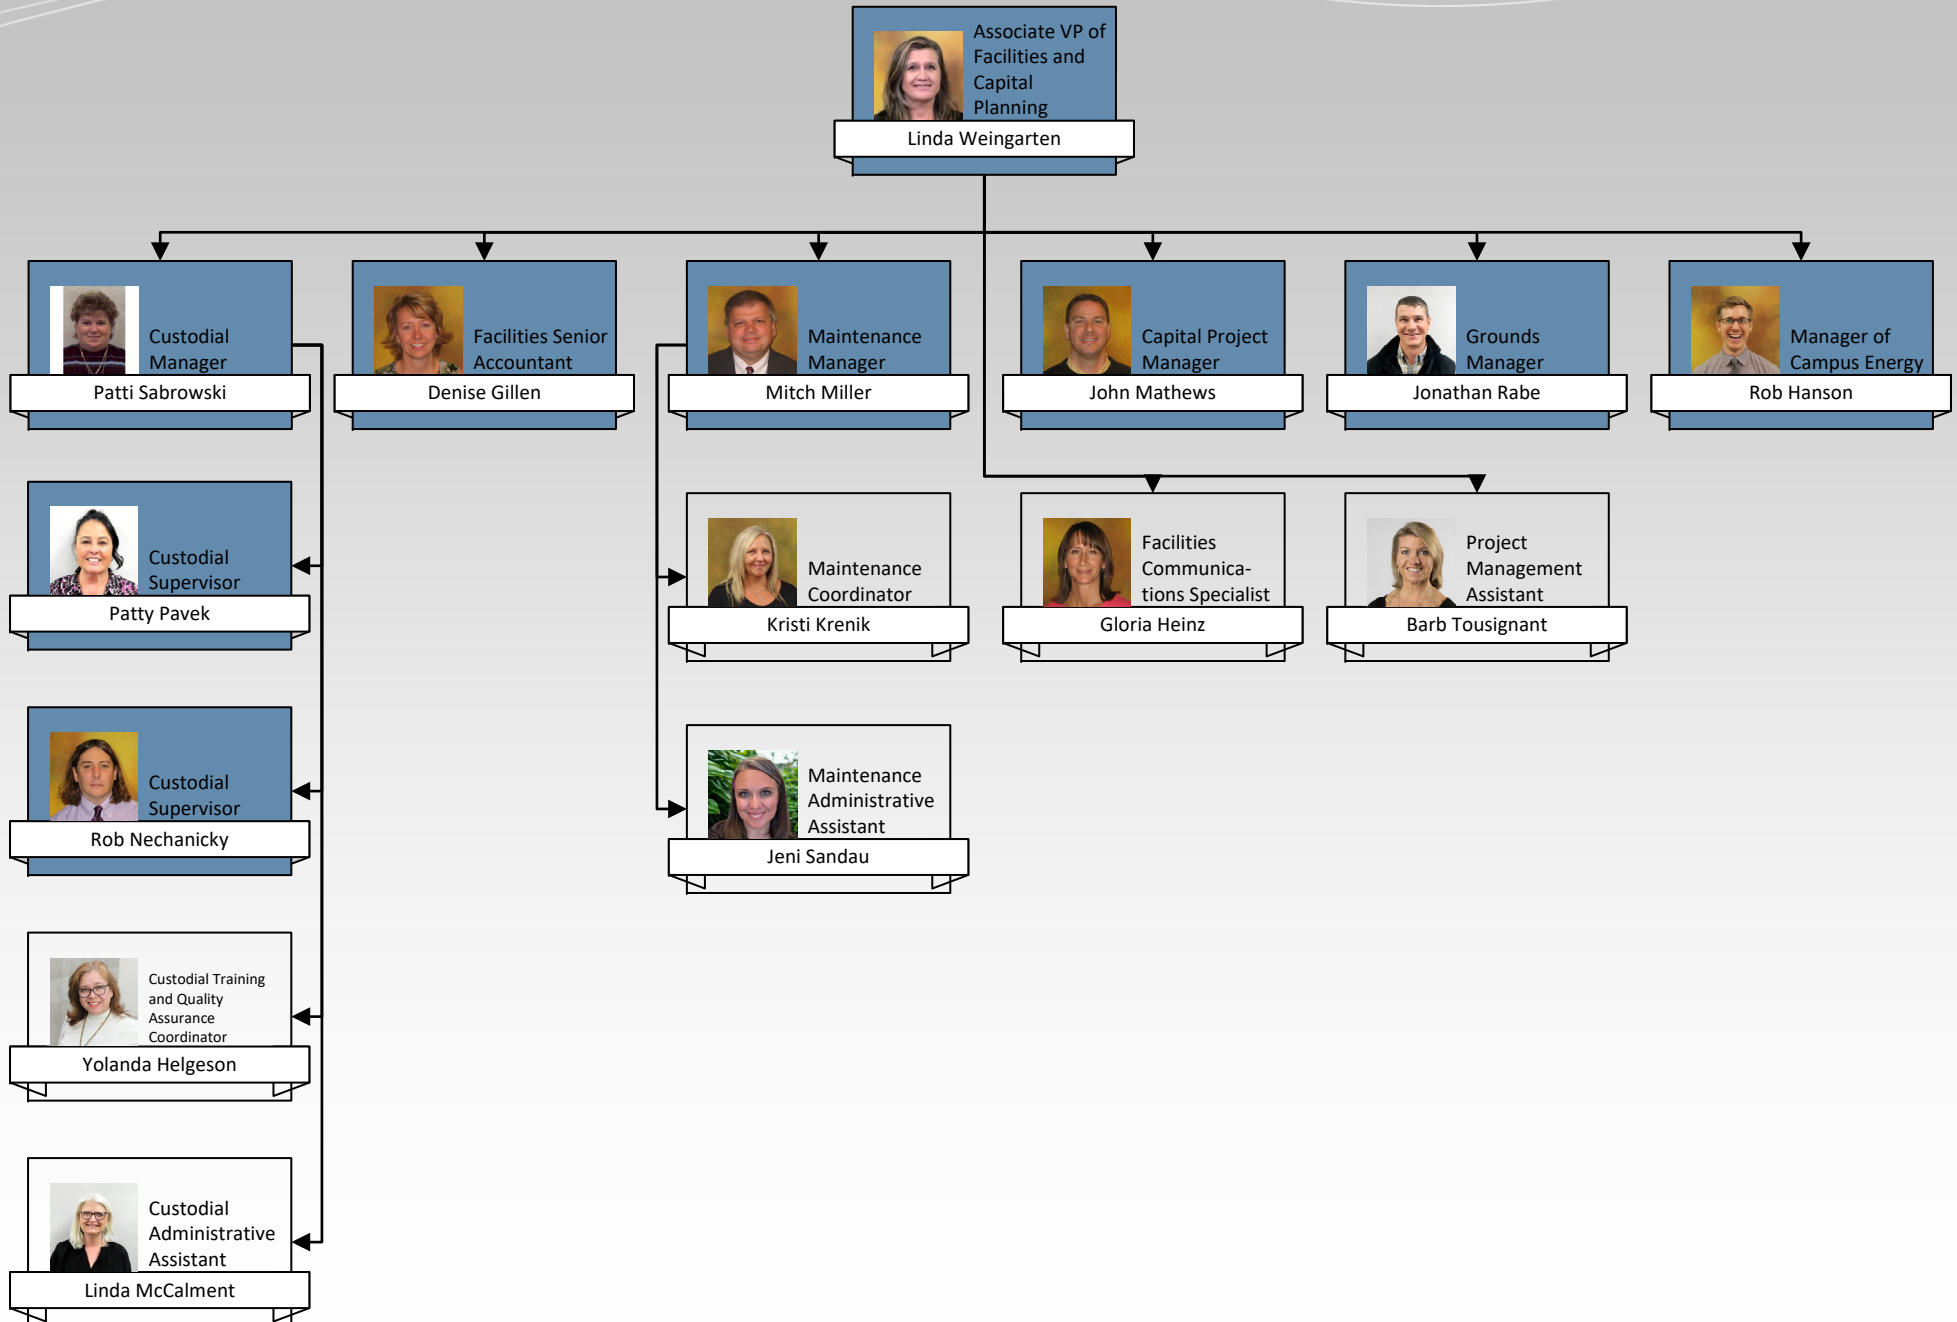 Associate VP of
Facilities and
Capital
Planning
Linda Weingarten
Custodial
Manager
Patti Sabrowski
Facilities Senior
Accountant
Denise Gillen
Maintenance
Manager
Mitch Miller
Capital Project
Manager
John Mathews
Grounds
Manager
Jonathan Rabe
Manager of
Campus Energy
Rob Hanson
Custodial
Supervisor
Patty Pavek
Maintenance
Coordinator
Kristi Krenik
Facilities
Communica-
tions Specialist
Gloria Heinz
Project
Management
Assistant
Barb Tousignant
Custodial
Supervisor
Rob Nechanicky
Maintenance
Administrative
Assistant
Jeni Sandau
Custodial Training
and Quality
Assurance
Coordinator
Yolanda Helgeson
Custodial
Administrative
Assistant
Linda McCalment